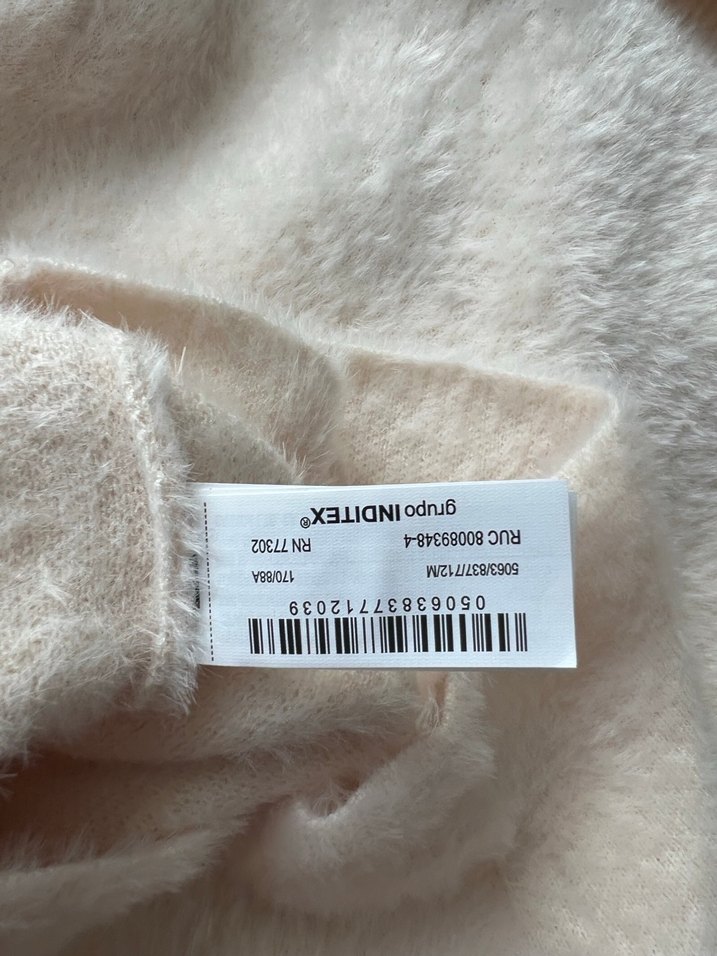 grupo INDITEX®
RUC 80089348-4 RN 77302
5063/837/712/M 170/88A
05063837712039